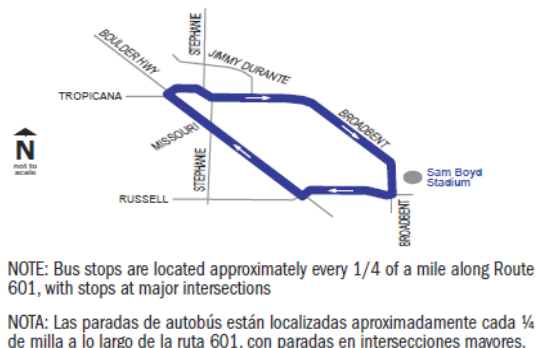 BOULDER HWY
STEPHANIE
JIMMY DURANTE
TROPICANA
BROADBENT
MISSOURI
N
not to
scale
STEPHANIE
Sam Boyd
Stadium
RUSSELL
BROADBENT
NOTE: Bus stops are located approximately every 1/4 of a mile along Route
601, with stops at major intersections
NOTA: Las paradas de autobús están localizadas aproximadamente cada ¼
de milla a lo largo de la ruta 601, con paradas en intersecciones mayores.